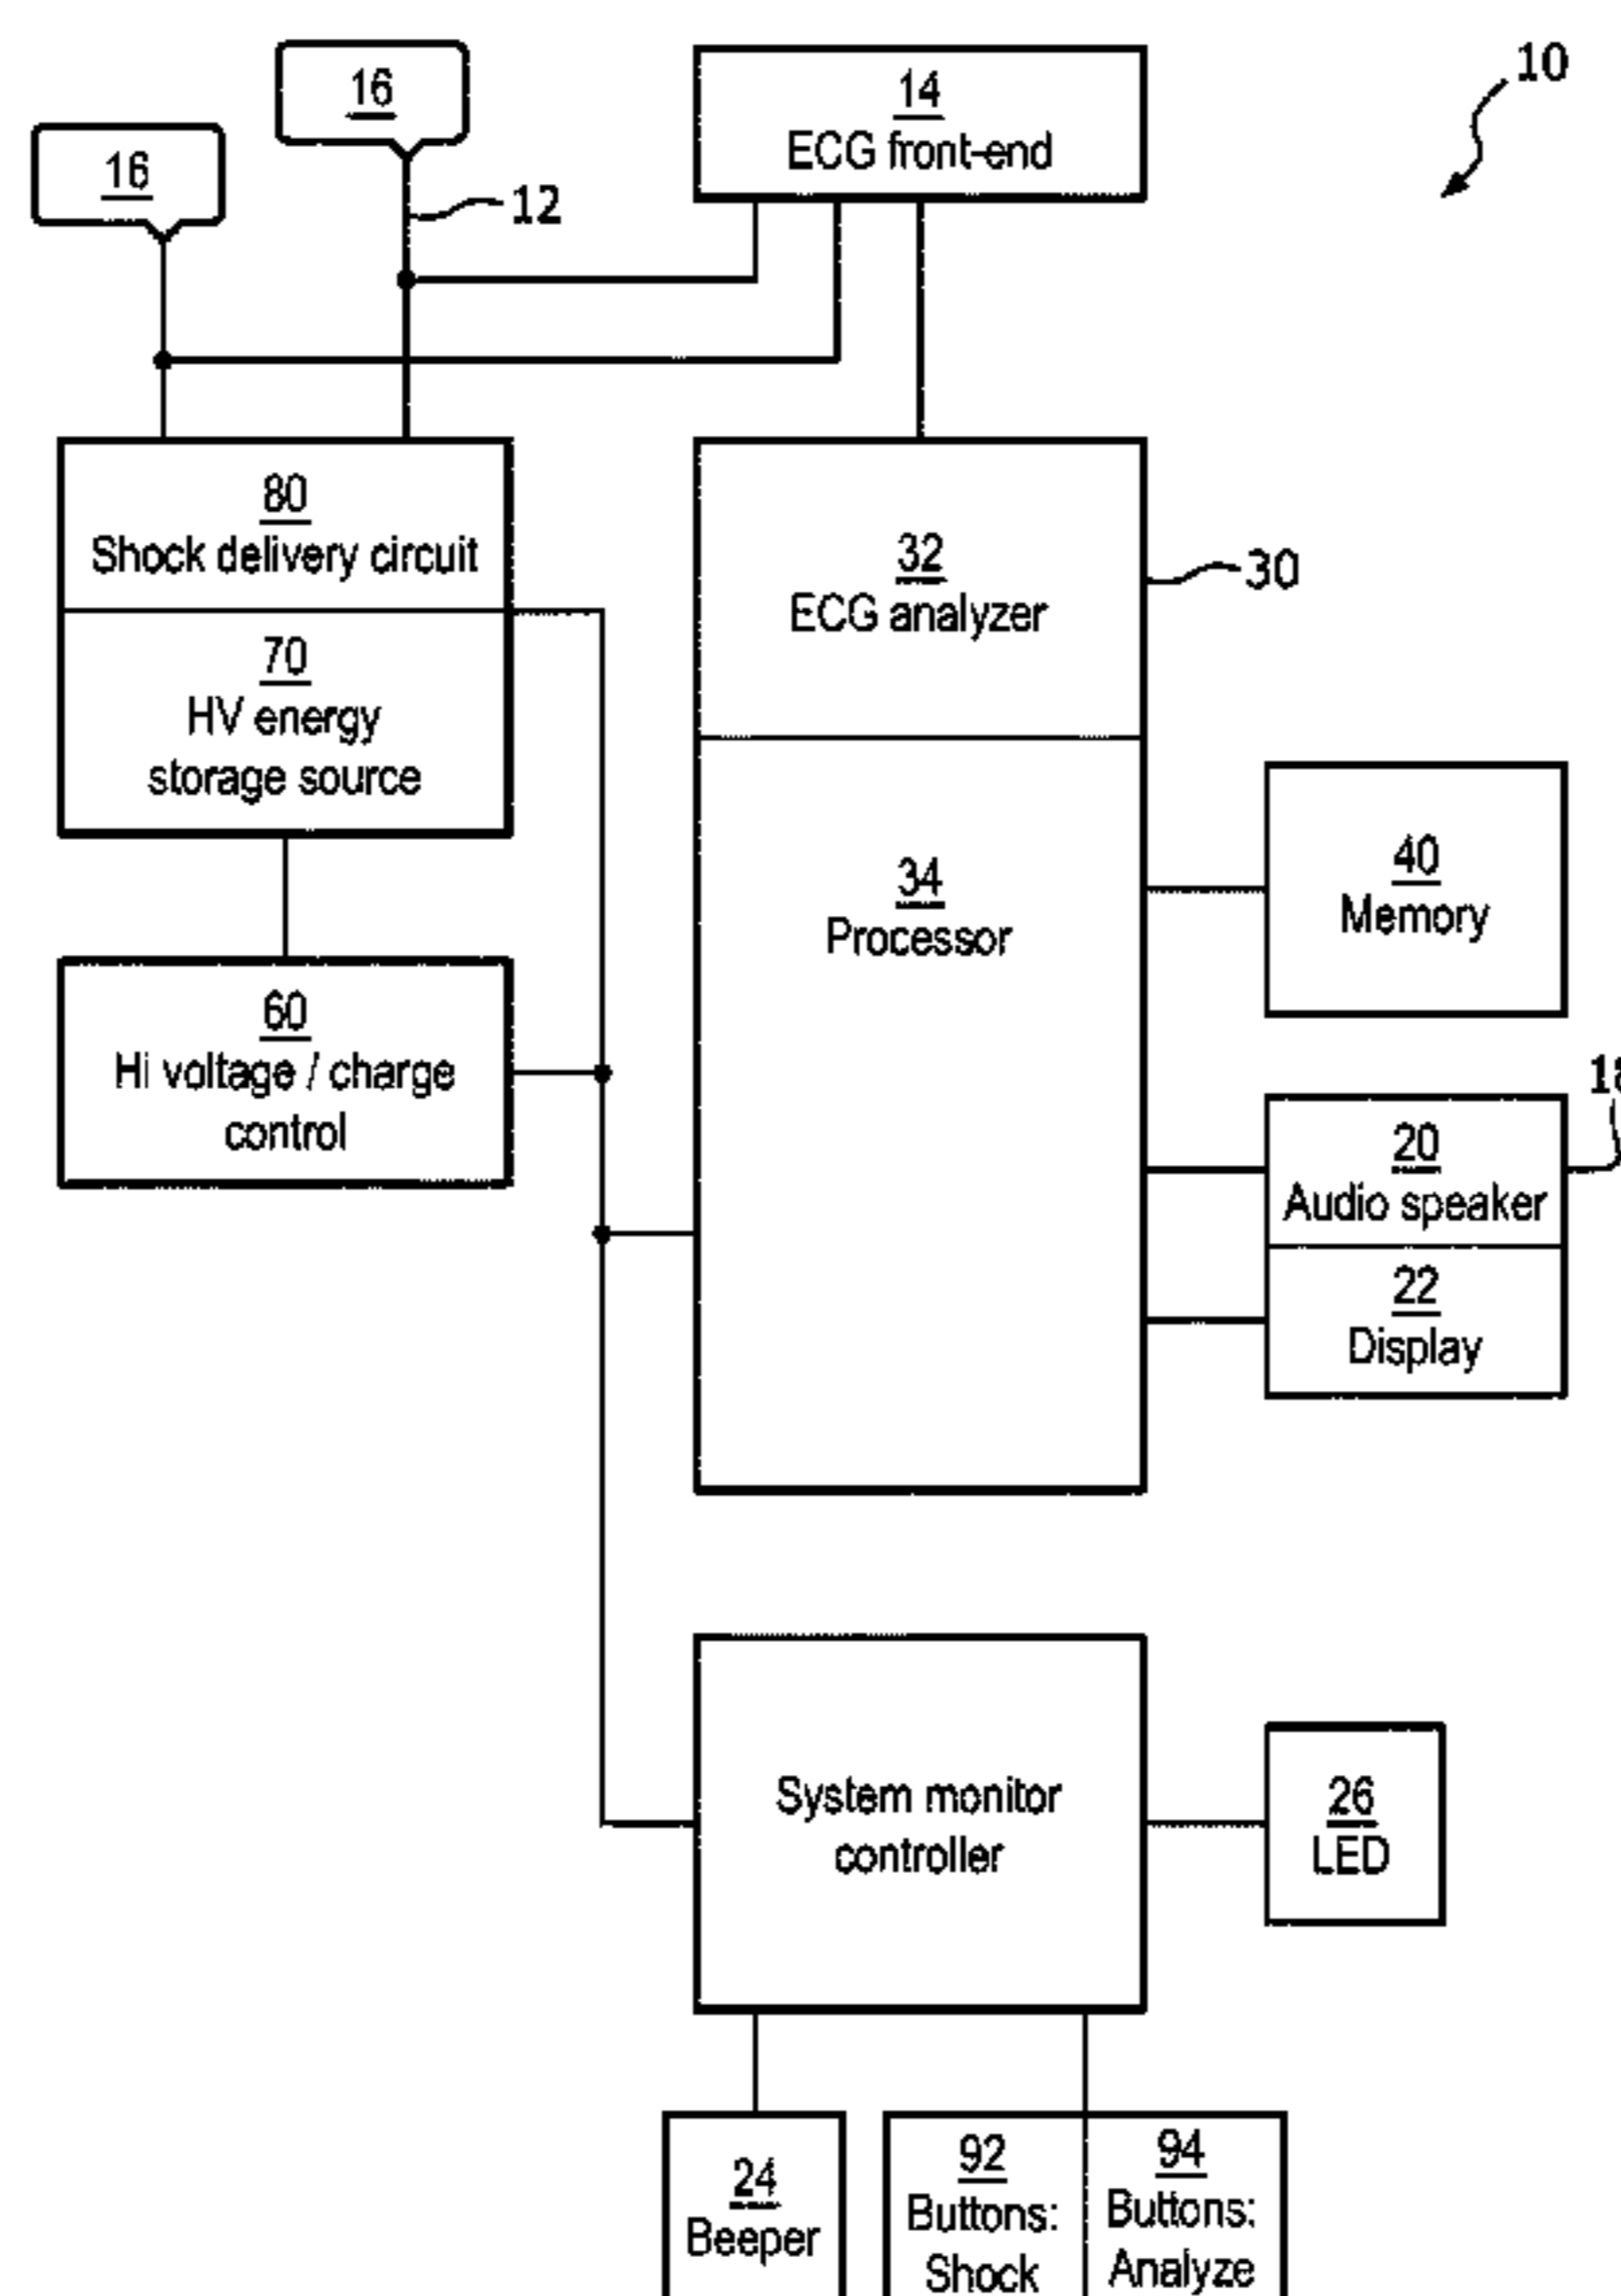 10
16
14
ECG front-end
16
12
80
Shock delivery circuit
32
ECG analyzer
30
70
HV energy
storage source
34
Processor
40
Memory
60
Hi voltage / charge
control
18
20
Audio speaker
22
Display
System monitor
controller
26
LED
24
Beeper
92
Buttons:
Shock
94
Buttons:
Analyze